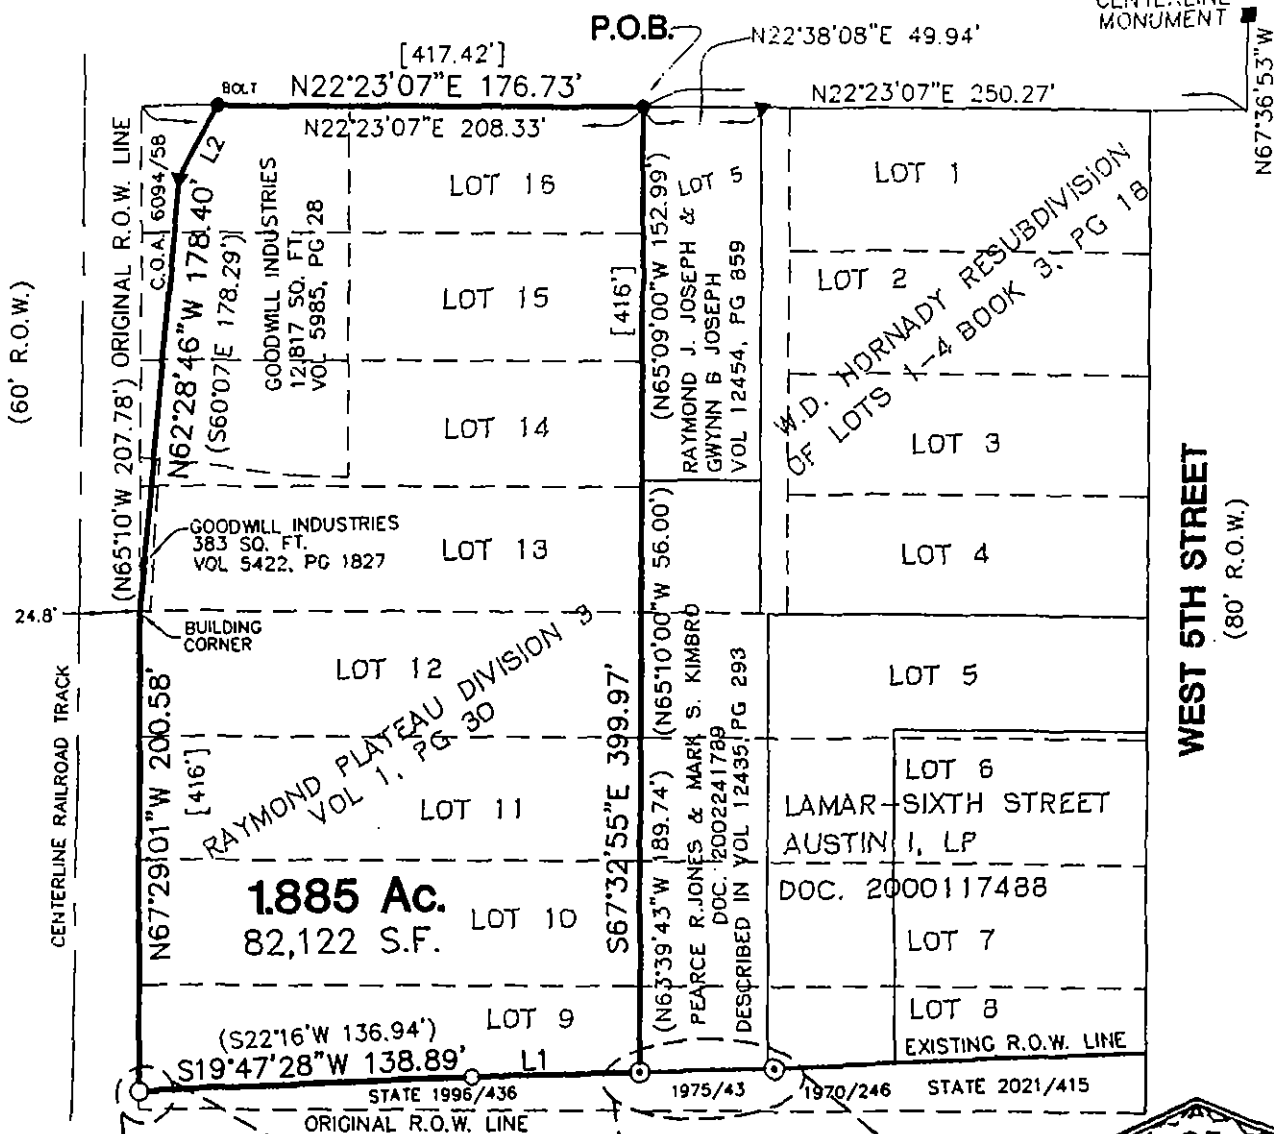 CENTERLINE
MONUMENT
P.O.B.
N22°38'08"E 49.94'
[417.42']
BOLT
N22°23'07"E 176.73'
N22°23'07"E 250.27'
N67°36'53"W
N22°23'07"E 208.33'
L2
C.O.A. 6094/58
(N65°10'W 207.78') ORIGINAL R.O.W. LINE
N62°28'46"W 178.40'
(S60°07'E 178.29')
GOODWILL INDUSTRIES
12,817 SQ. FT.
VOL 5985, PG 28
LOT 16
LOT 15
LOT 14
LOT 13
[416']
(N65°09'00"W 152.99')
RAYMOND J. JOSEPH &
GWYNN B JOSEPH
VOL 12454, PG 859
LOT 5
LOT 1
LOT 2
LOT 3
LOT 4
W.D. HORNADY RESUBDIVISION
OF LOTS 1-4 BOOK 3, PG 18
(60' R.O.W.)
WEST 5TH STREET
(80' R.O.W.)
GOODWILL INDUSTRIES
383 SQ. FT.
VOL 5422, PG 1827
24.8'
BUILDING
CORNER
CENTERLINE RAILROAD TRACK
LOT 12
RAYMOND PLATEAU DIVISION 3
VOL 1, PG 30
N67°29'01"W 200.58'
[416']
LOT 11
1.885 Ac.
82,122 S.F.
LOT 10
S67°32'55"E 399.97'
(N65°10'00"W 56.00')
(N63°39'43"W 189.74')
PEARCE R.JONES & MARK S. KIMBRO
DOC. 2002241789
DESCRIBED IN VOL 12435, PG 293
LOT 5
LOT 6
LAMAR-SIXTH STREET
AUSTIN I, LP
DOC. 2000117488
LOT 7
LOT 8
EXISTING R.O.W. LINE
(S22°16'W 136.94')
LOT 9
S19°47'28"W 138.89'
L1
STATE 1996/436
1975/43
1970/246
STATE 2021/415
ORIGINAL R.O.W. LINE